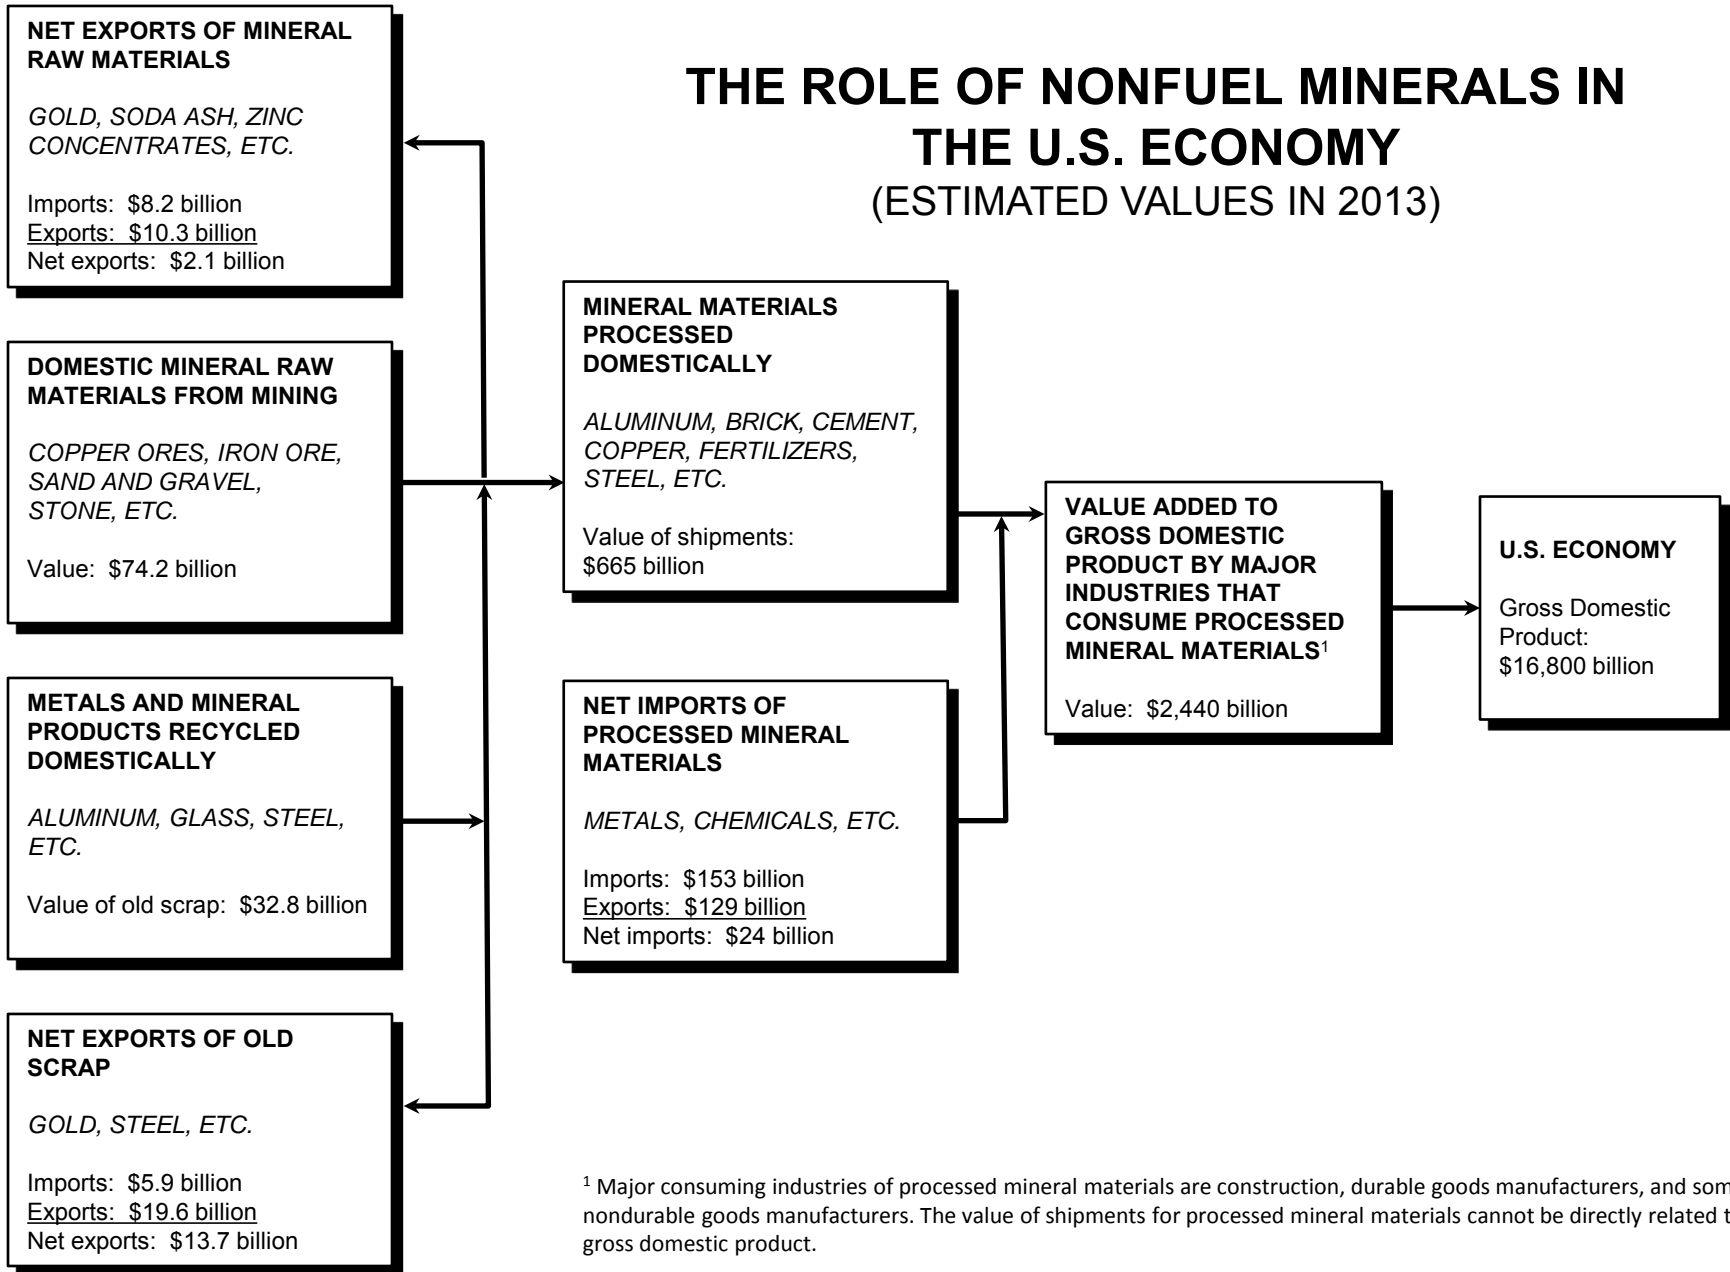 THE ROLE OF NONFUEL MINERALS IN
THE U.S. ECONOMY
(ESTIMATED VALUES IN 2013)
NET EXPORTS OF MINERAL
RAW MATERIALS
GOLD, SODA ASH, ZINC
CONCENTRATES, ETC.
Imports: $8.2 billion
Exports: $10.3 billion
Net exports: $2.1 billion
DOMESTIC MINERAL RAW
MATERIALS FROM MINING
COPPER ORES, IRON ORE,
SAND AND GRAVEL,
STONE, ETC.
Value: $74.2 billion
METALS AND MINERAL
PRODUCTS RECYCLED
DOMESTICALLY
ALUMINUM, GLASS, STEEL,
ETC.
Value of old scrap: $32.8 billion
NET EXPORTS OF OLD
SCRAP
GOLD, STEEL, ETC.
Imports: $5.9 billion
Exports: $19.6 billion
Net exports: $13.7 billion
MINERAL MATERIALS
PROCESSED
DOMESTICALLY
ALUMINUM, BRICK, CEMENT,
COPPER, FERTILIZERS,
STEEL, ETC.
Value of shipments:
$665 billion
NET IMPORTS OF
PROCESSED MINERAL
MATERIALS
METALS, CHEMICALS, ETC.
Imports: $153 billion
Exports: $129 billion
Net imports: $24 billion
VALUE ADDED TO
GROSS DOMESTIC
PRODUCT BY MAJOR
INDUSTRIES THAT
CONSUME PROCESSED
MINERAL MATERIALS¹
Value: $2,440 billion
U.S. ECONOMY
Gross Domestic
Product:
$16,800 billion
¹ Major consuming industries of processed mineral materials are construction, durable goods manufacturers, and som
nondurable goods manufacturers. The value of shipments for processed mineral materials cannot be directly related t
gross domestic product.